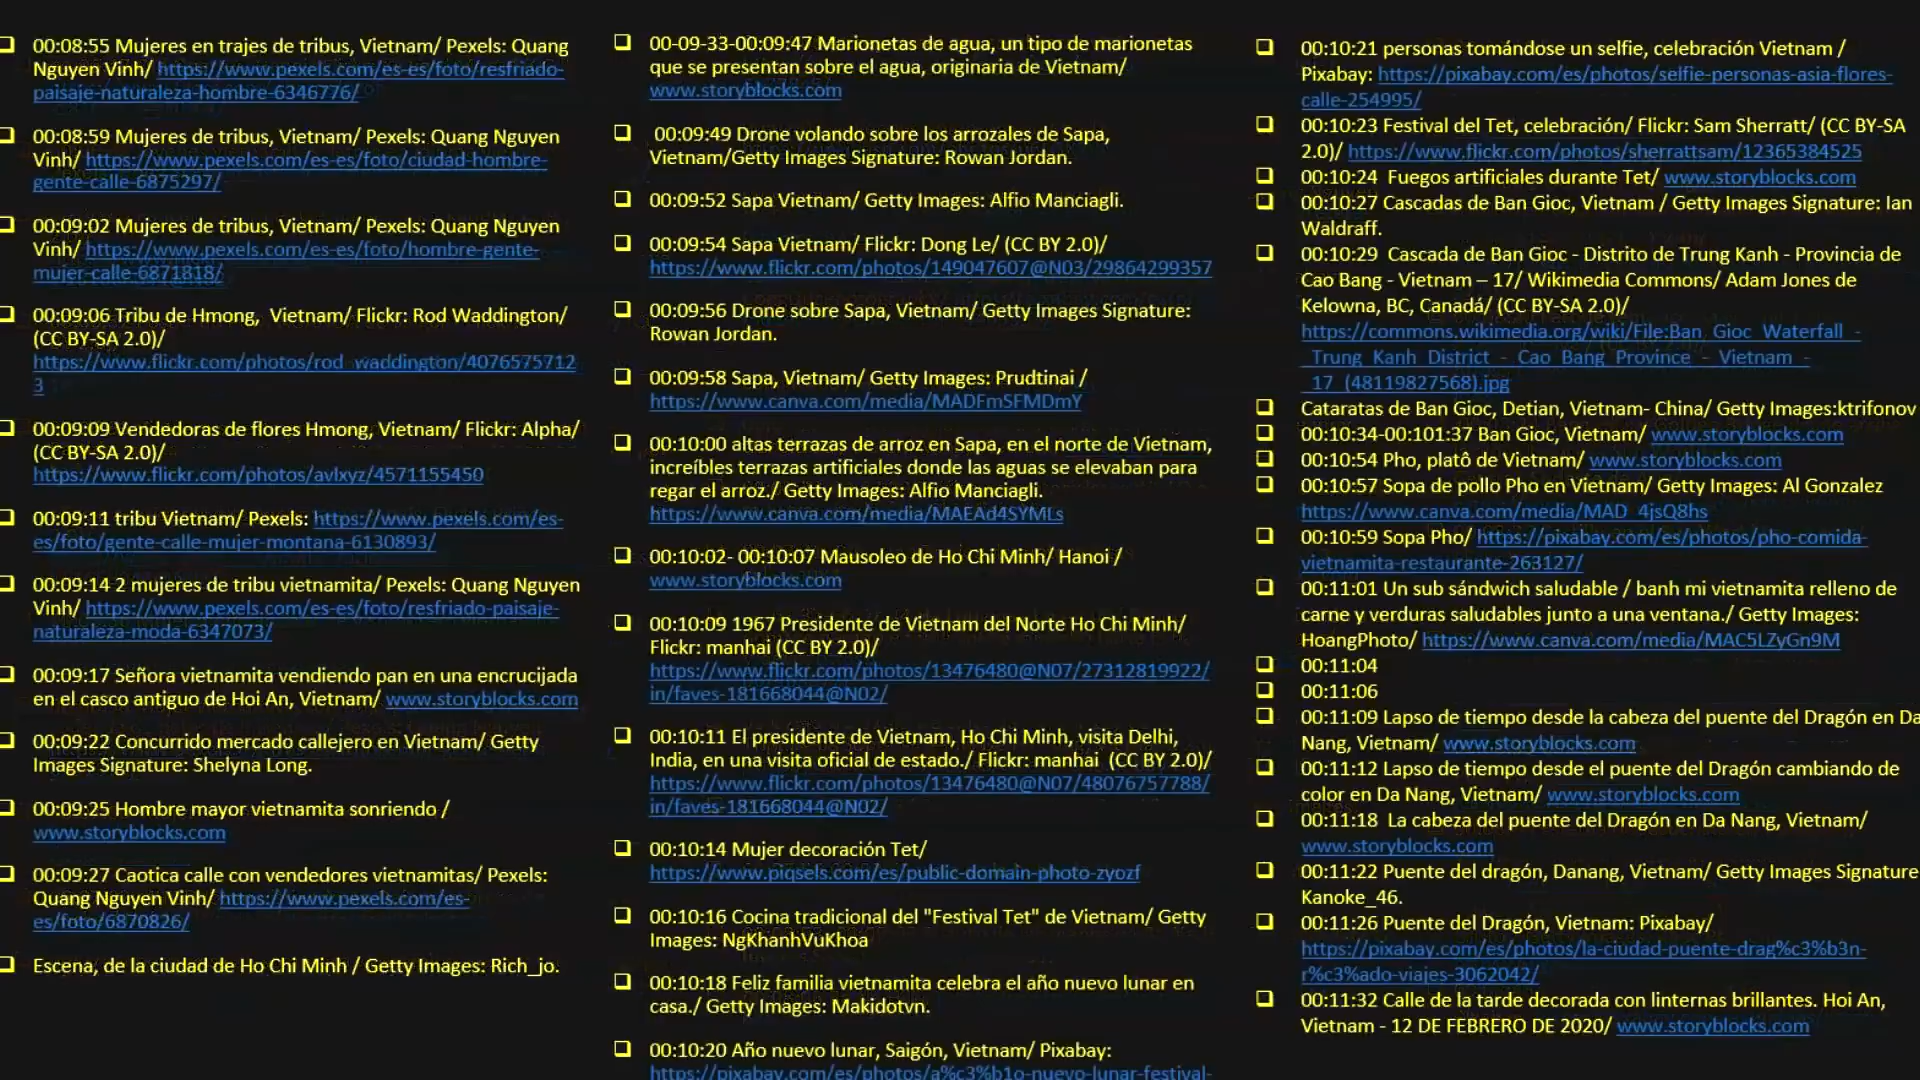 00:08:55 Mujeres en trajes de tribus, Vietnam/ Pexels: Quang
Nguyen Vinh/ https://www.pexels.com/es-es/foto/resfriado-
paisaje-naturaleza-hombre-6346776/
00:08:59 Mujeres de tribus, Vietnam/ Pexels: Quang Nguyen
Vinh/ https://www.pexels.com/es-es/foto/ciudad-hombre-
gente-calle-6875297/
00:09:02 Mujeres de tribus, Vietnam/ Pexels: Quang Nguyen
Vinh/ https://www.pexels.com/es-es/foto/hombre-gente-
mujer-calle-6871818/
00:09:06 Tribu de Hmong,  Vietnam/ Flickr: Rod Waddington/
(CC BY-SA 2.0)/
https://www.flickr.com/photos/rod_waddington/4076575712
3
00:09:09 Vendedoras de flores Hmong, Vietnam/ Flickr: Alpha/
(CC BY-SA 2.0)/
https://www.flickr.com/photos/avlxyz/4571155450
00:09:11 tribu Vietnam/ Pexels: https://www.pexels.com/es-
es/foto/gente-calle-mujer-montana-6130893/
00:09:14 2 mujeres de tribu vietnamita/ Pexels: Quang Nguyen
Vinh/ https://www.pexels.com/es-es/foto/resfriado-paisaje-
naturaleza-moda-6347073/
00:09:17 Señora vietnamita vendiendo pan en una encrucijada
en el casco antiguo de Hoi An, Vietnam/ www.storyblocks.com
00:09:22 Concurrido mercado callejero en Vietnam/ Getty
Images Signature: Shelyna Long.
00:09:25 Hombre mayor vietnamita sonriendo /
www.storyblocks.com
00:09:27 Caotica calle con vendedores vietnamitas/ Pexels:
Quang Nguyen Vinh/ https://www.pexels.com/es-
es/foto/6870826/
Escena, de la ciudad de Ho Chi Minh / Getty Images: Rich_jo.
00-09-33-00:09:47 Marionetas de agua, un tipo de marionetas
que se presentan sobre el agua, originaria de Vietnam/
www.storyblocks.com
00:09:49 Drone volando sobre los arrozales de Sapa,
Vietnam/Getty Images Signature: Rowan Jordan.
00:09:52 Sapa Vietnam/ Getty Images: Alfio Manciagli.
00:09:54 Sapa Vietnam/ Flickr: Dong Le/ (CC BY 2.0)/
https://www.flickr.com/photos/149047607@N03/29864299357
00:09:56 Drone sobre Sapa, Vietnam/ Getty Images Signature:
Rowan Jordan.
00:09:58 Sapa, Vietnam/ Getty Images: Prudtinai /
https://www.canva.com/media/MADFmSFMDmY
00:10:00 altas terrazas de arroz en Sapa, en el norte de Vietnam,
increíbles terrazas artificiales donde las aguas se elevaban para
regar el arroz./ Getty Images: Alfio Manciagli.
https://www.canva.com/media/MAEAd4SYMLs
00:10:02- 00:10:07 Mausoleo de Ho Chi Minh/ Hanoi /
www.storyblocks.com
00:10:09 1967 Presidente de Vietnam del Norte Ho Chi Minh/
Flickr: manhai (CC BY 2.0)/
https://www.flickr.com/photos/13476480@N07/27312819922/
in/faves-181668044@N02/
00:10:11 El presidente de Vietnam, Ho Chi Minh, visita Delhi,
India, en una visita oficial de estado./ Flickr: manhai  (CC BY 2.0)/
https://www.flickr.com/photos/13476480@N07/48076757788/
in/faves-181668044@N02/
00:10:14 Mujer decoración Tet/
https://www.piqsels.com/es/public-domain-photo-zyozf
00:10:16 Cocina tradicional del "Festival Tet" de Vietnam/ Getty
Images: NgKhanhVuKhoa
00:10:18 Feliz familia vietnamita celebra el año nuevo lunar en
casa./ Getty Images: Makidotvn.
00:10:20 Año nuevo lunar, Saigón, Vietnam/ Pixabay:
https://pixabay.com/es/photos/a%c3%b1o-nuevo-lunar-festival-
00:10:21 personas tomándose un selfie, celebración Vietnam /
Pixabay: https://pixabay.com/es/photos/selfie-personas-asia-flores-
calle-254995/
00:10:23 Festival del Tet, celebración/ Flickr: Sam Sherratt/ (CC BY-SA
2.0)/ https://www.flickr.com/photos/sherrattsam/12365384525
00:10:24  Fuegos artificiales durante Tet/ www.storyblocks.com
00:10:27 Cascadas de Ban Gioc, Vietnam / Getty Images Signature: Ian
Waldraff.
00:10:29  Cascada de Ban Gioc - Distrito de Trung Kanh - Provincia de
Cao Bang - Vietnam – 17/ Wikimedia Commons/ Adam Jones de
Kelowna, BC, Canadá/ (CC BY-SA 2.0)/
https://commons.wikimedia.org/wiki/File:Ban_Gioc_Waterfall_-
_Trung_Kanh_District_-_Cao_Bang_Province_-_Vietnam_-
_17_(48119827568).jpg
Cataratas de Ban Gioc, Detian, Vietnam- China/ Getty Images:ktrifonov
00:10:34-00:101:37 Ban Gioc, Vietnam/ www.storyblocks.com
00:10:54 Pho, platô de Vietnam/ www.storyblocks.com
00:10:57 Sopa de pollo Pho en Vietnam/ Getty Images: Al Gonzalez
https://www.canva.com/media/MAD_4jsQ8hs
00:10:59 Sopa Pho/ https://pixabay.com/es/photos/pho-comida-
vietnamita-restaurante-263127/
00:11:01 Un sub sándwich saludable / banh mi vietnamita relleno de
carne y verduras saludables junto a una ventana./ Getty Images:
HoangPhoto/ https://www.canva.com/media/MAC5LZyGn9M
00:11:04
00:11:06
00:11:09 Lapso de tiempo desde la cabeza del puente del Dragón en Da
Nang, Vietnam/ www.storyblocks.com
00:11:12 Lapso de tiempo desde el puente del Dragón cambiando de
color en Da Nang, Vietnam/ www.storyblocks.com
00:11:18  La cabeza del puente del Dragón en Da Nang, Vietnam/
www.storyblocks.com
00:11:22 Puente del dragón, Danang, Vietnam/ Getty Images Signature
Kanoke_46.
00:11:26 Puente del Dragón, Vietnam: Pixabay/
https://pixabay.com/es/photos/la-ciudad-puente-drag%c3%b3n-
r%c3%ado-viajes-3062042/
00:11:32 Calle de la tarde decorada con linternas brillantes. Hoi An,
Vietnam - 12 DE FEBRERO DE 2020/ www.storyblocks.com